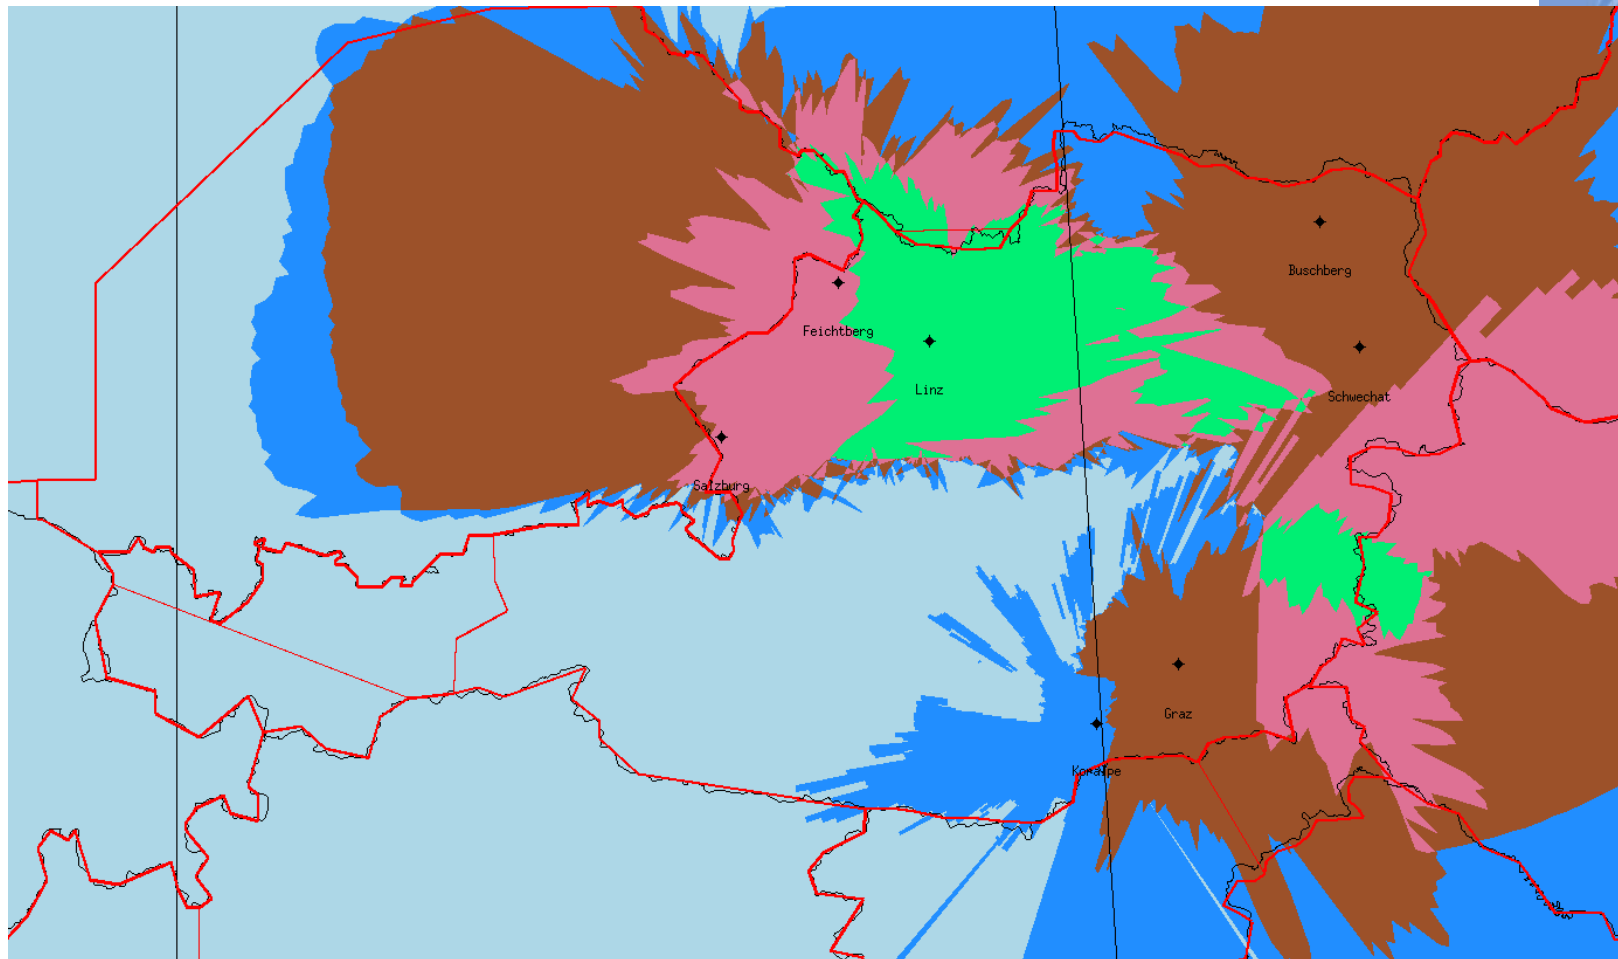 Buschberg
Feichtberg
Linz
Schwechat
Salzburg
Graz
Koralpe